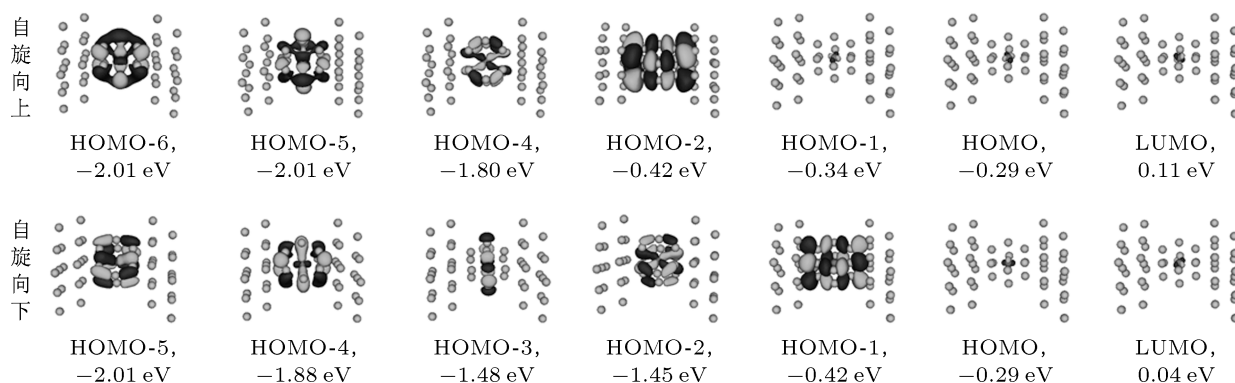 自旋向上
HOMO-6, HOMO-5, HOMO-4, HOMO-2, HOMO-1, HOMO, LUMO,
−2.01 eV −2.01 eV −1.80 eV −0.42 eV −0.34 eV −0.29 eV 0.11 eV
自旋向下
HOMO-5, HOMO-4, HOMO-3, HOMO-2, HOMO-1, HOMO, LUMO,
−2.01 eV −1.88 eV −1.48 eV −1.45 eV −0.42 eV −0.29 eV 0.04 eV